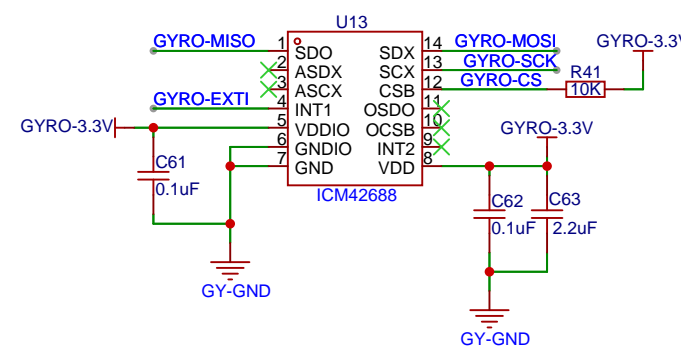 U13
GYRO-MISO 1 SDO SDX 14 GYRO-MOSI GYRO-3.3V
2 ASDX SCX 13 GYRO-SCK
3 ASCX CSB 12 GYRO-CS R41
10K
GYRO-EXTI 4 INT1 OSDO 11
GYRO-3.3V 5 VDDIO OCSB 10 GYRO-3.3V
6 GNDIO INT2 9
7 GND VDD 8
C61
0.1uF
ICM42688
C62 C63
0.1uF 2.2uF
GY-GND
GY-GND